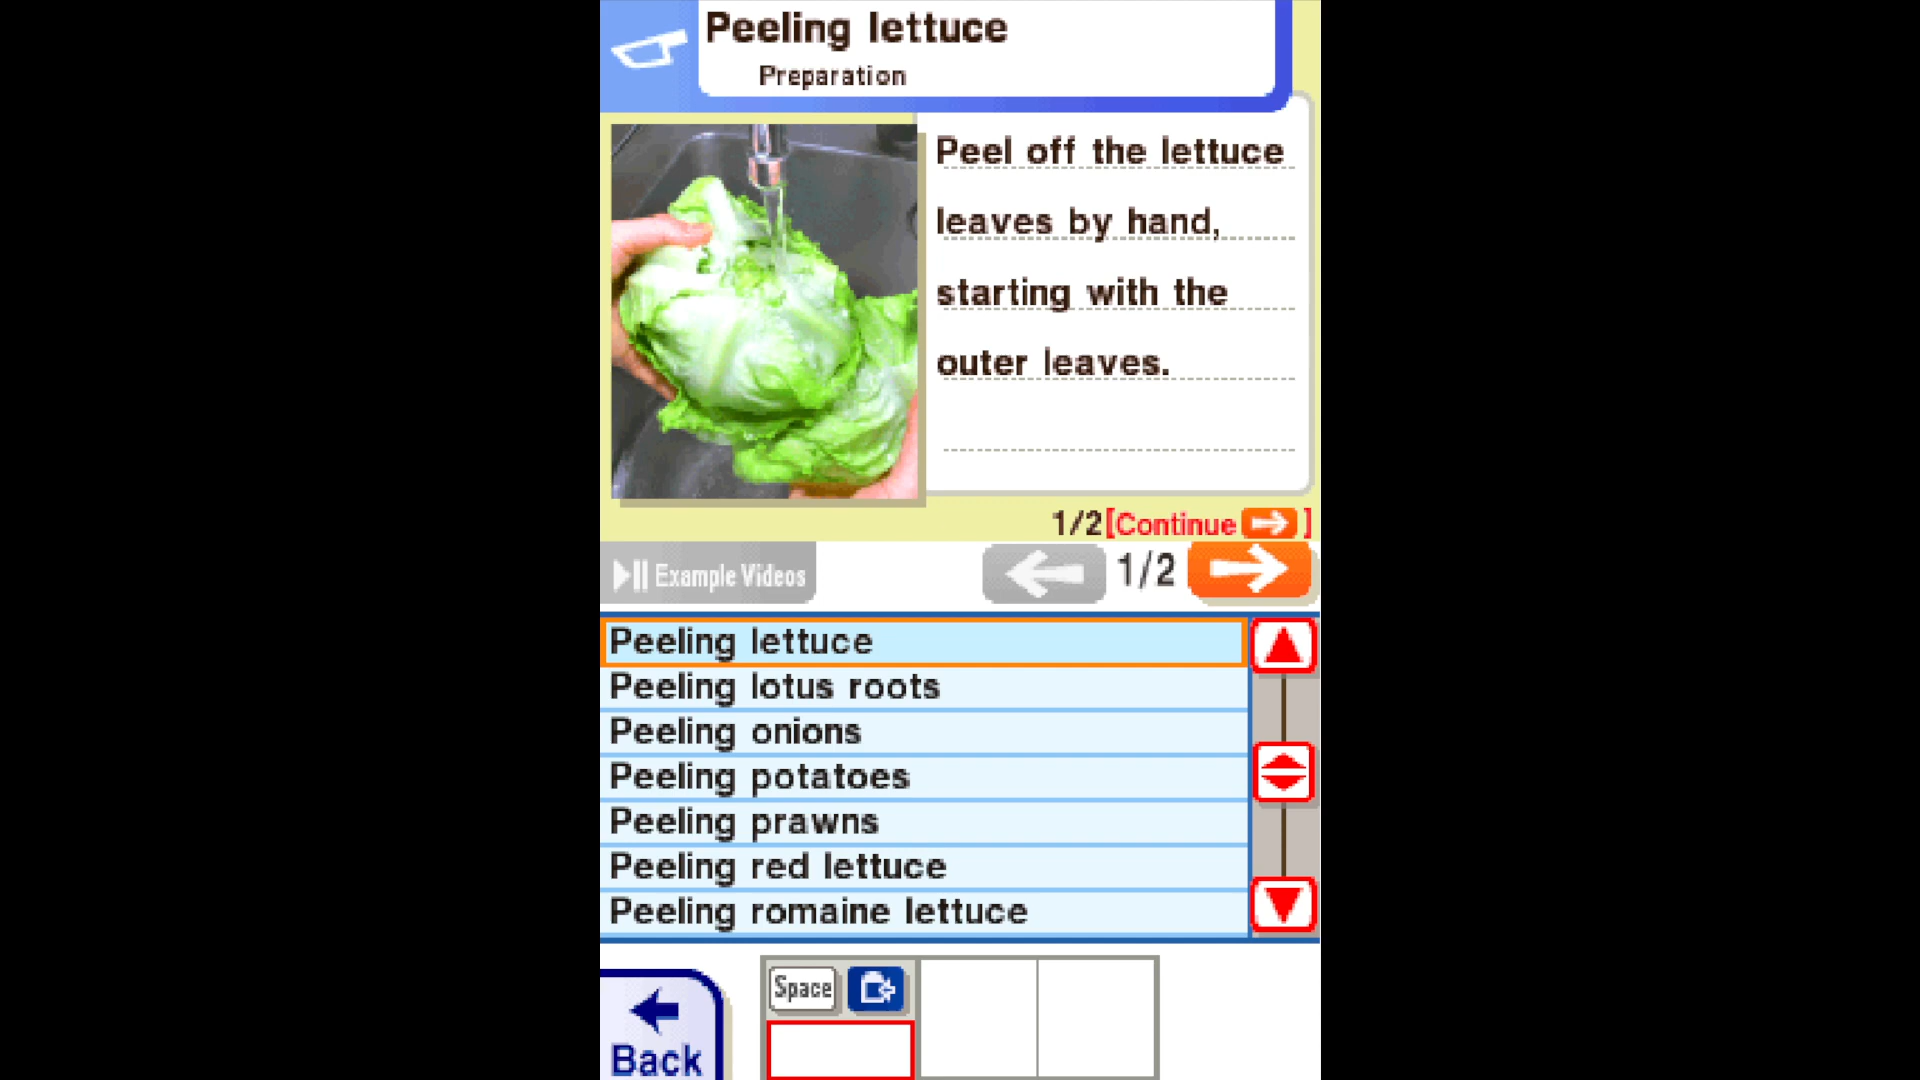 Peeling lettuce
Preparation
Peel off the lettuce
leaves by hand,
starting with the
outer leaves.
1/2[Continue ]
Example Videos
1/2
Peeling lettuce
Peeling lotus roots
Peeling onions
Peeling potatoes
Peeling prawns
Peeling red lettuce
Peeling romaine lettuce
Space
Back